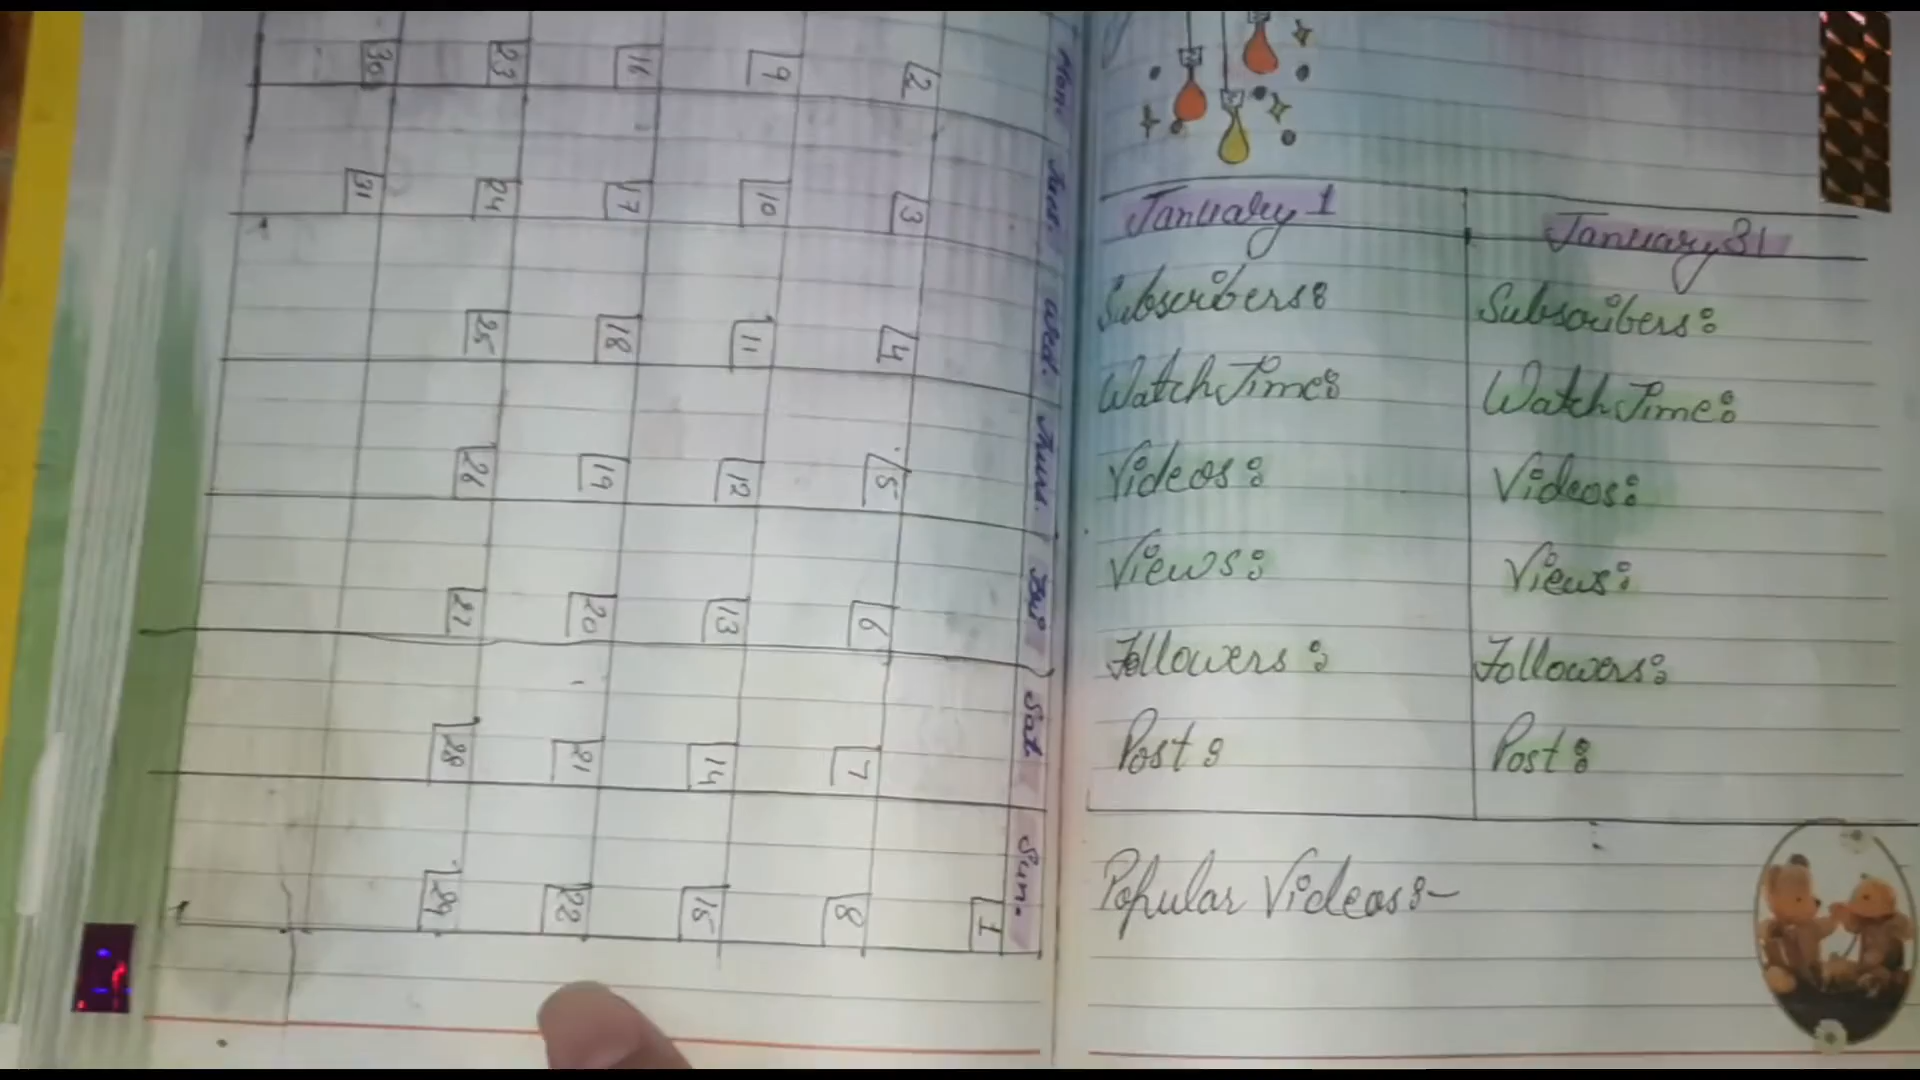 Mon. Tues. Wed. Thurs. Fri Sat Sun.
1
2 3 4 5 6 7 8
9 10 11 12 13 14 15
16 17 18 19 20 21 22
23 24 25 26 27 28 29
30 31
January 1
Subscribers:
Watch Time:
Videos:
Views:
Followers:
Post:
January 31
Subscribers:
Watch Time:
Videos:
Views:
Followers:
Post:
Popular Videos:-